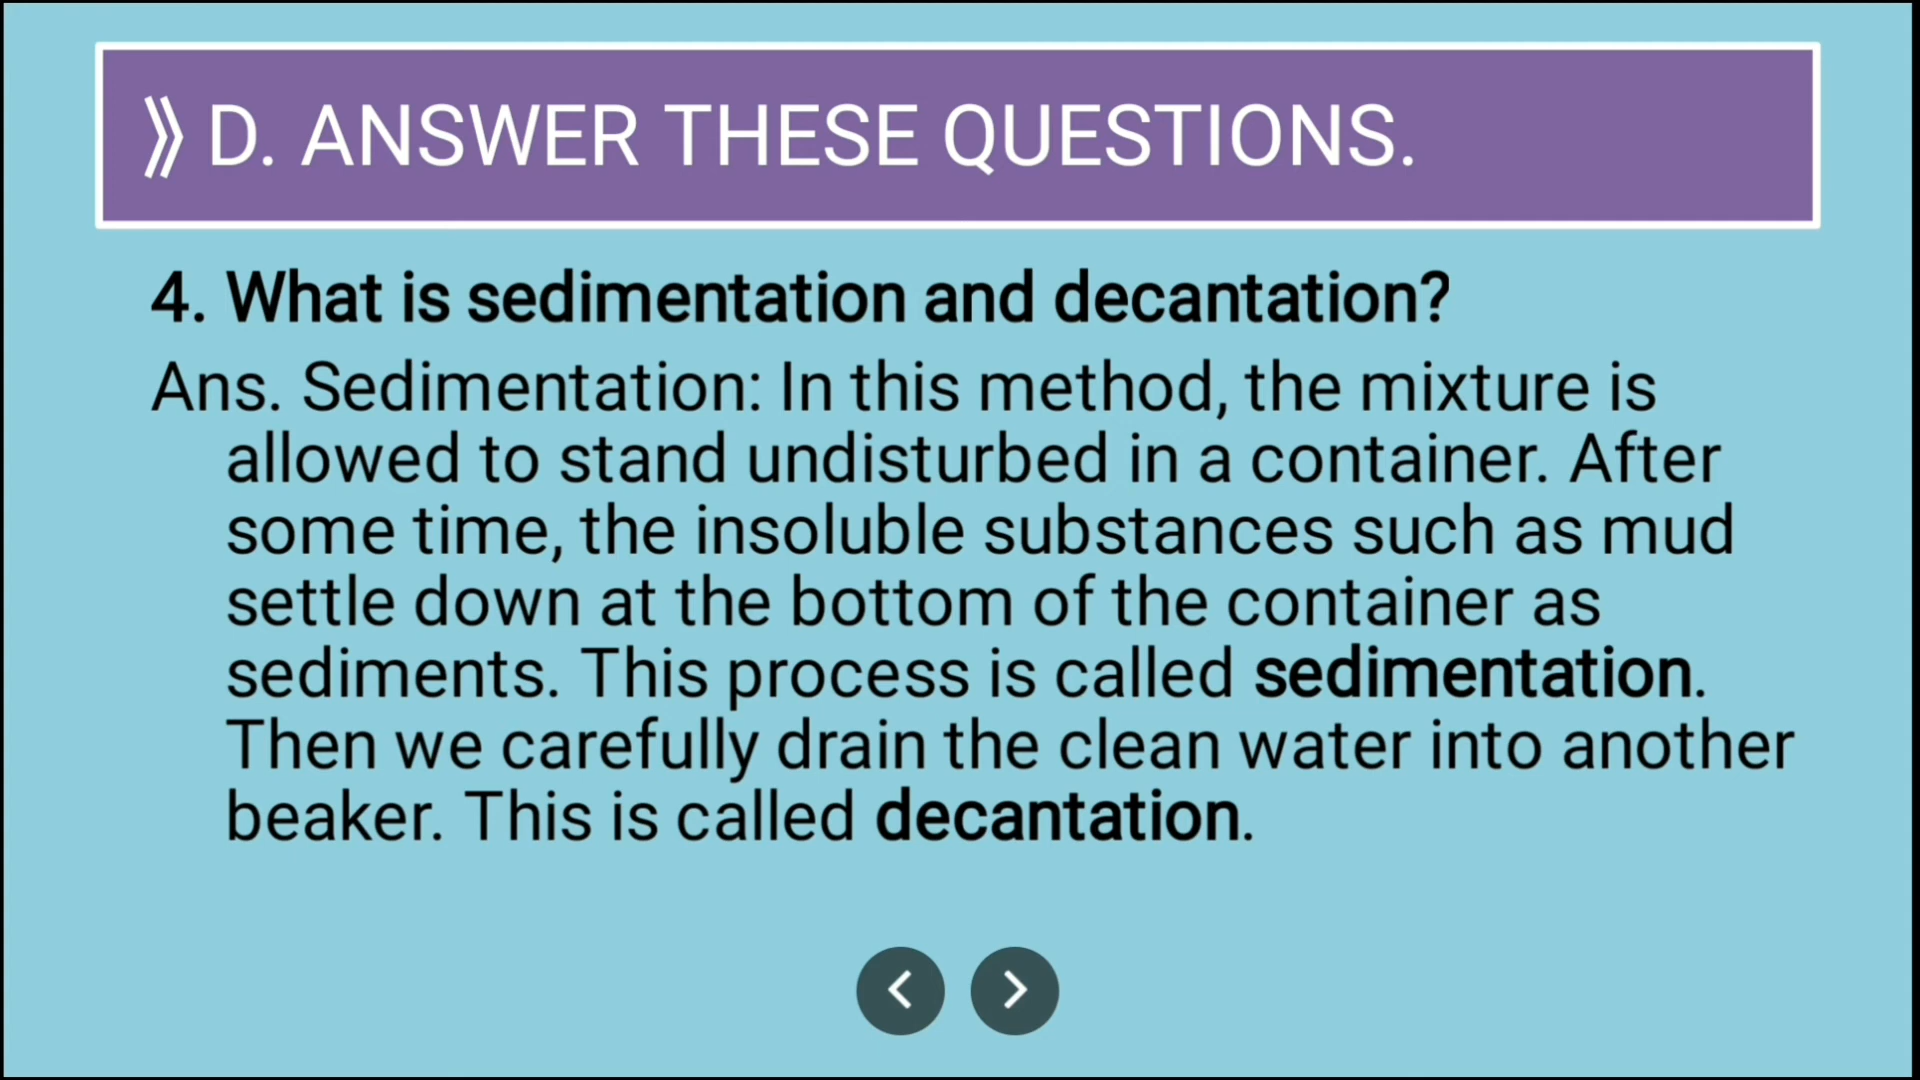 ⟫ D. ANSWER THESE QUESTIONS.
4. What is sedimentation and decantation?
Ans. Sedimentation: In this method, the mixture is
allowed to stand undisturbed in a container. After
some time, the insoluble substances such as mud
settle down at the bottom of the container as
sediments. This process is called sedimentation.
Then we carefully drain the clean water into another
beaker. This is called decantation.